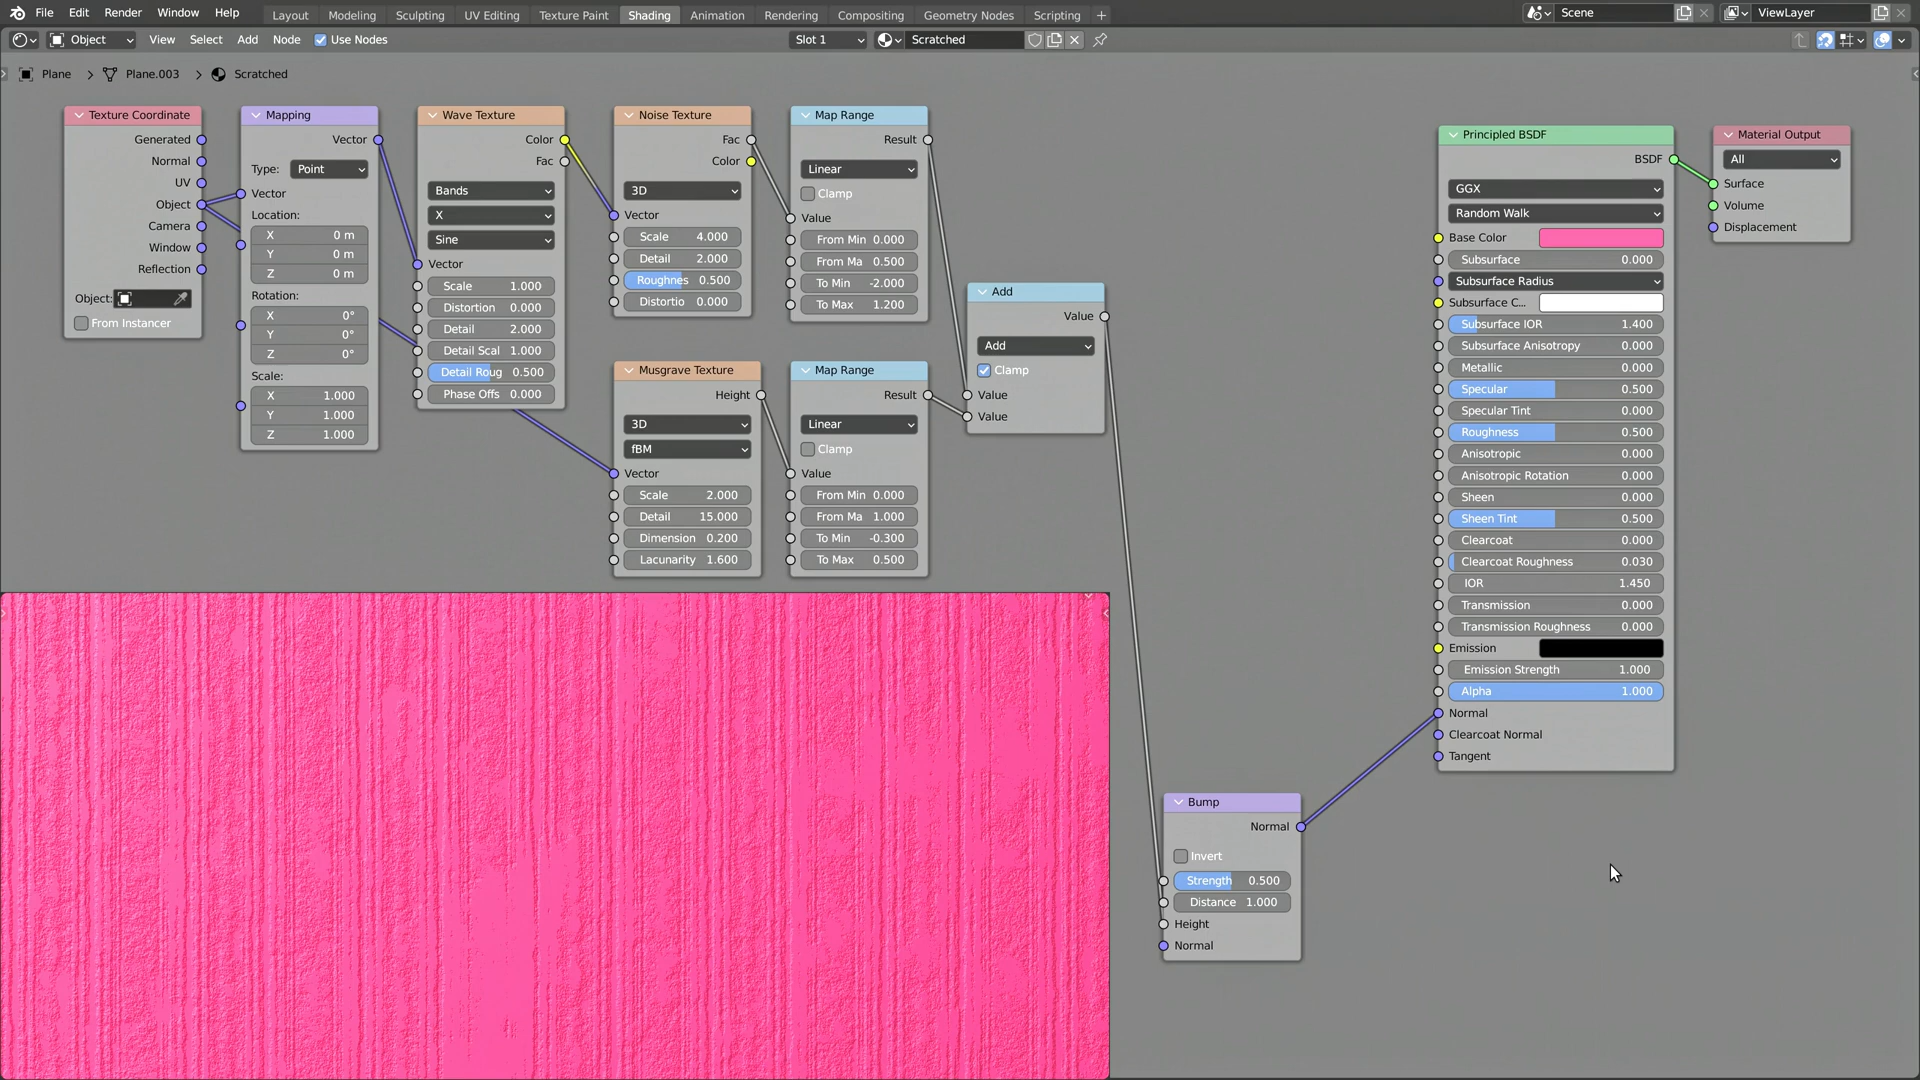 File Edit Render Window Help Layout Modeling Sculpting UV Editing Texture Paint Shading Animation Rendering Compositing Geometry Nodes Scripting + Scene ViewLayer
Object View Select Add Node Use Nodes Slot 1 Scratched
Plane > Plane.003 > Scratched
Texture Coordinate
Generated
Normal
UV
Object
Camera
Window
Reflection
Object:
From Instancer
Mapping
Vector
Type: Point
Vector
Location:
X 0 m
Y 0 m
Z 0 m
Rotation:
X 0°
Y 0°
Z 0°
Scale:
X 1.000
Y 1.000
Z 1.000
Wave Texture
Color
Fac
Bands
X
Sine
Vector
Scale 1.000
Distortion 0.000
Detail 2.000
Detail Scal 1.000
Detail Roug 0.500
Phase Offs 0.000
Noise Texture
Fac
Color
3D
Vector
Scale 4.000
Detail 2.000
Roughnes 0.500
Distortio 0.000
Map Range
Result
Linear
Clamp
Value
From Min 0.000
From Ma 0.500
To Min -2.000
To Max 1.200
Musgrave Texture
Height
3D
fBM
Vector
Scale 2.000
Detail 15.000
Dimension 0.200
Lacunarity 1.600
Map Range
Result
Linear
Clamp
Value
From Min 0.000
From Ma 1.000
To Min -0.300
To Max 0.500
Add
Value
Add
Clamp
Value
Value
Bump
Normal
Invert
Strength 0.500
Distance 1.000
Height
Normal
Principled BSDF
BSDF
GGX
Random Walk
Base Color
Subsurface 0.000
Subsurface Radius
Subsurface C...
Subsurface IOR 1.400
Subsurface Anisotropy 0.000
Metallic 0.000
Specular 0.500
Specular Tint 0.000
Roughness 0.500
Anisotropic 0.000
Anisotropic Rotation 0.000
Sheen 0.000
Sheen Tint 0.500
Clearcoat 0.000
Clearcoat Roughness 0.030
IOR 1.450
Transmission 0.000
Transmission Roughness 0.000
Emission
Emission Strength 1.000
Alpha 1.000
Normal
Clearcoat Normal
Tangent
Material Output
All
Surface
Volume
Displacement